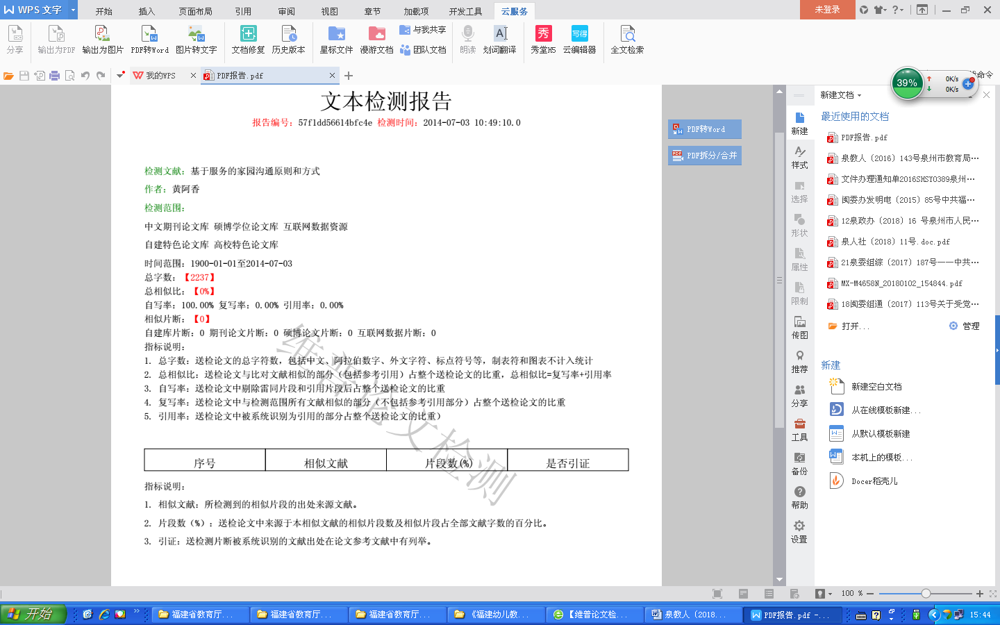 WPS 文字
开始 插入 页面布局 引用 审阅 视图 章节 加载项 开发工具 云服务
未登录
分享 输出为PDF 输出为图片 PDF转Word 图片转文字 文档修复 历史版本 星标文件 漫游文档 与我共享 团队文档 朗读 划词翻译 秀堂H5 云编辑器 全文检索
我的WPS PDF报告.pdf
命令
39% 0K/s
0K/s
文本检测报告
报告编号：57f1dd56614bfc4e 检测时间：2014-07-03 10:49:10.0
检测文献：基于服务的家园沟通原则和方式
作者：黄阿香
检测范围：
中文期刊论文库 硕博学位论文库 互联网数据资源
自建特色论文库 高校特色论文库
时间范围：1900-01-01至2014-07-03
总字数：【2237】
总相似比：【0%】
自写率：100.00% 复写率：0.00% 引用率：0.00%
相似片断：【0】
自建库片断：0 期刊论文片断：0 硕博论文片断：0 互联网数据片断：0
指标说明：
1. 总字数：送检论文的总字符数，包括中文、阿拉伯数字、外文字符、标点符号等，制表符和图表不计入统计
2. 总相似比：送检论文与比对文献相似的部分（包括参考引用）占整个送检论文的比重，总相似比=复写率+引用率
3. 自写率：送检论文中剔除雷同片段和引用片段后占整个送检论文的比重
4. 复写率：送检论文中与检测范围所有文献相似的部分（不包括参考引用部分）占整个送检论文的比重
5. 引用率：送检论文中被系统识别为引用的部分占整个送检论文的比重）
序号 相似文献 片段数(%) 是否引证
指标说明：
1. 相似文献：所检测到的相似片段的出处来源文献。
2. 片段数（%）：送检论文中来源于本相似文献的相似片段数及相似片段占全部文献字数的百分比。
3. 引证：送检测片断被系统识别的文献出处在论文参考文献中有列举。
维普论文检测
PDF转Word
PDF拆分/合并
新建
样式
选择
形状
属性
限制
传图
推荐
分享
工具
备份
帮助
设置
新建文档
最近使用的文档
PDF报告.pdf
泉教人〔2016〕143号泉州市教育局···
文件办理通知单2016SHSY0389泉州···
闽委办发明电〔2015〕85号中共福···
12泉政办〔2018〕16 号泉州市人民···
泉人社〔2018〕11号.doc.pdf
21泉委组综〔2017〕187号——中共···
MX-M4658N_20180102_154844.pdf
18闽委组通〔2017〕113号关于受党···
打开... 管理
新建
新建空白文档
从在线模板新建...
从默认模板新建
本机上的模板...
Docer稻壳儿
100 %
开始 福建省教育厅... 福建省教育厅... 福建省教育厅... 《福建幼儿教... 【维普论文检... 泉教人（2018... PDF报告.pdf -... 15:44